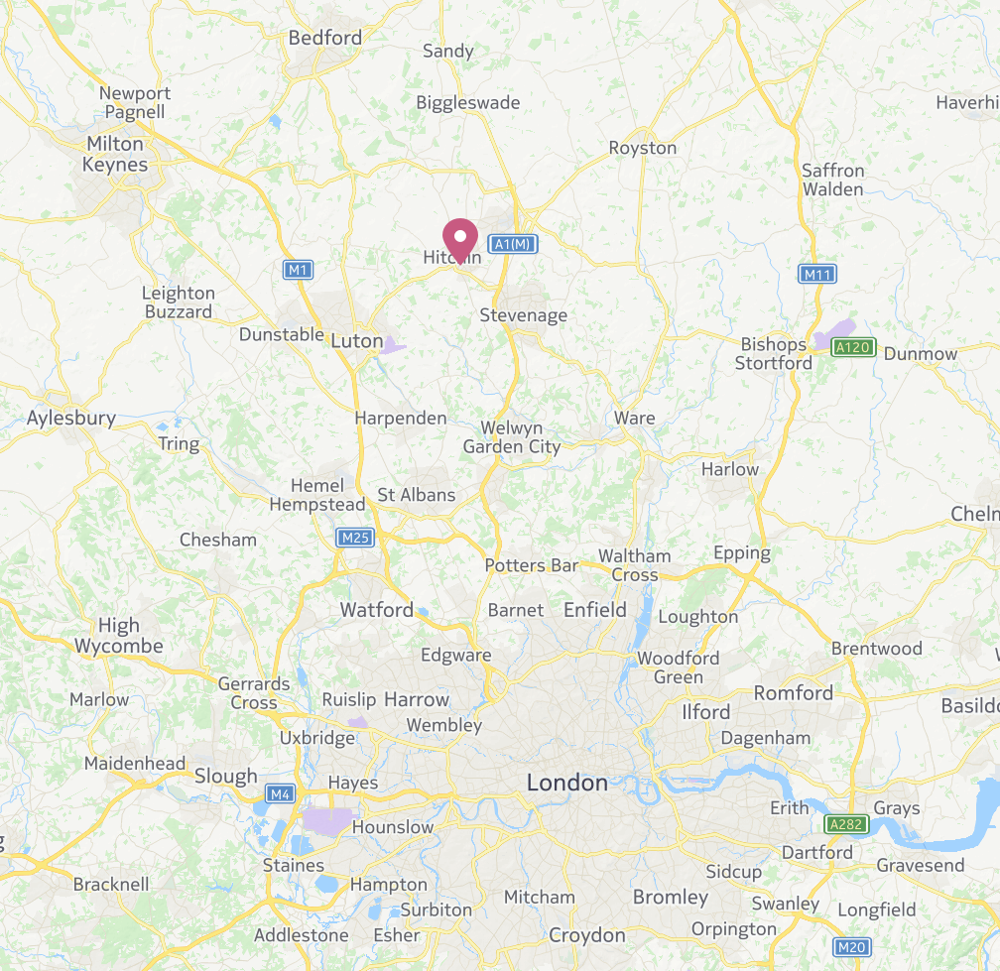 Bedford
Sandy
Newport
Pagnell
Biggleswade
Haverhi
Milton
Keynes
Royston
Saffron
Walden
A1(M)
Hitchin
M1
M11
Leighton
Buzzard
Stevenage
Dunstable
Luton
Bishops
Stortford
A120
Dunmow
Aylesbury
Harpenden
Ware
Welwyn
Garden City
Tring
Harlow
Hemel
Hempstead
St Albans
Chelm
M25
Chesham
Potters Bar
Waltham
Cross
Epping
Watford
Barnet
Enfield
Loughton
High
Wycombe
Edgware
Woodford
Green
Brentwood
Gerrards
Cross
Marlow
Ruislip
Harrow
Romford
Ilford
Basildo
Wembley
Uxbridge
Dagenham
Maidenhead
Slough
Hayes
London
M4
Erith
Grays
Hounslow
A282
Staines
Dartford
Gravesend
Bracknell
Hampton
Sidcup
Surbiton
Mitcham
Bromley
Swanley
Longfield
Addlestone
Esher
Croydon
Orpington
M20